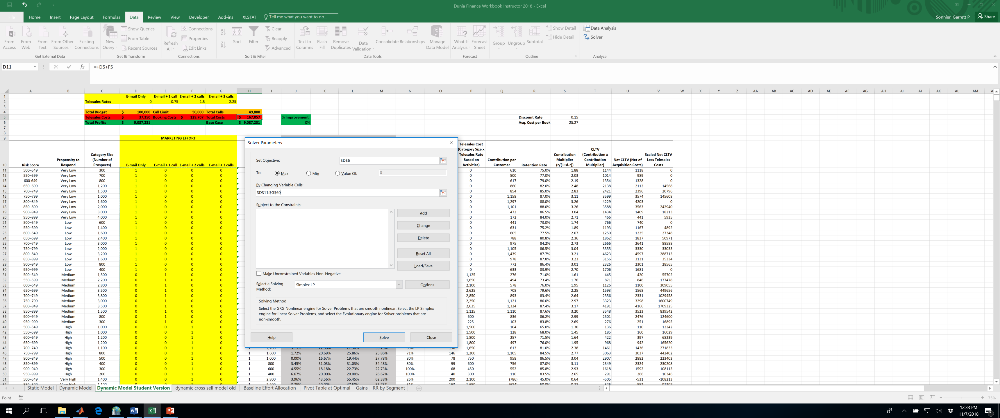 Dunia Finance Workbook Instructor 2018 - Excel
File Home Insert Page Layout Formulas Data Review View Developer Add-ins XLSTAT Tell me what you want to do... Sonnier, Garrett P Share
From Access From Web From Text From Other Sources Existing Connections
Get External Data
New Query Show Queries From Table Recent Sources
Get & Transform
Refresh All Connections Properties Edit Links
Connections
Sort Filter Clear Reapply Advanced
Sort & Filter
Text to Columns Flash Fill Remove Duplicates Data Validation Consolidate Relationships Manage Data Model
Data Tools
What-If Analysis Forecast Sheet
Forecast
Group Ungroup Subtotal Show Detail Hide Detail
Outline
Data Analysis Solver
Analyze
D11 fx =+D5+F5
A B C D E F G H I J K L M N O P Q R S T U V W X Y Z AA AB AC AD AE AF AG AH AI AJ AK AL AM A
1 E-mail Only E-mail + 1 call E-mail + 2 calls E-mail + 3 calls
2 Telesales Rates 0 0.75 1.5 2.25
3
4 Total Budget $ 100,000 Call Limit 50,000 Total Calls 49,800
5 Telesales Costs $ 37,350 Booking Costs $ 129,707 Total Costs $ 167,057 % Improvement Discount Rate 0.15
6 Total Profits $ 9,087,231 Base Case $ 9,087,231 0% Acq. Cost per Book 25.27
7
8
9 MARKETING EFFORT
10 Risk Score Propensity to Respond Category Size (Number of Prospects) E-mail Only E-mail + 1 call E-mail + 2 calls E-mail + 3 calls Telesales Cost (Category Size x Telesales Rate Based on Activities) Contribution per Customer Retention Rate Contribution Multiplier (r/(1+d-r)) CLTV (Contribution x Contribution Multiplier) Net CLTV (Net of Acquisition Costs) Scaled Net CLTV Less Telesales Costs
11 500–549 Very Low 300 1 0 0 0 0 610 75.0% 1.88 1144 1118 0
12 550–599 Very Low 700 1 0 0 0 0 500 77.0% 2.03 1014 989 0
13 600-649 Very Low 800 1 0 0 0 0 617 79.0% 2.19 1354 1328 0
14 650–699 Very Low 1,200 1 0 0 0 0 860 82.0% 2.48 2138 2112 14568
15 700–749 Very Low 1,500 1 0 0 0 0 854 85.0% 2.83 2421 2396 20796
16 750–799 Very Low 1,000 1 0 0 0 0 1,158 87.0% 3.11 3599 3574 145608
17 800–849 Very Low 1,600 1 0 0 0 0 1,297 88.0% 3.26 4229 4203 0
18 850–899 Very Low 2,000 1 0 0 0 0 1,101 88.0% 3.26 3588 3563 242940
19 900–949 Very Low 3,000 1 0 0 0 0 472 86.5% 3.04 1434 1409 18213
20 950–999 Very Low 4,000 1 0 0 0 0 172 84.0% 2.71 466 441 5935
21 500–549 Low 600 1 0 0 0 0 441 73.0% 1.74 766 740 0
22 550–599 Low 1,400 1 0 0 0 0 631 75.2% 1.89 1193 1167 4892
23 600–649 Low 1,600 1 0 0 0 0 605 77.5% 2.07 1250 1225 27348
24 650–699 Low 2,400 1 0 0 0 0 788 80.8% 2.36 1862 1837 50971
25 700–749 Low 3,000 1 0 0 0 0 975 84.2% 2.73 2666 2641 88588
26 750–799 Low 2,000 1 0 0 0 0 1,105 86.5% 3.04 3355 3330 33033
27 800–849 Low 3,200 1 0 0 0 0 1,439 87.7% 3.21 4623 4597 288713
28 850–899 Low 1,600 1 0 0 0 0 978 87.8% 3.23 3156 3131 35334
29 900–949 Low 800 1 0 0 0 0 772 86.4% 3.01 2326 2301 28565
30 950–999 Low 400 1 0 0 0 0 633 83.9% 2.70 1706 1681 0
31 500–549 Medium 1,500 0 1 0 0 1,125 276 71.0% 1.61 445 420 55702
32 550–599 Medium 2,200 0 1 0 0 1,650 494 73.4% 1.76 871 846 177478
33 600–649 Medium 2,800 0 1 0 0 2,100 578 76.0% 1.95 1126 1100 309055
34 650–699 Medium 3,500 0 1 0 0 2,625 708 79.6% 2.25 1593 1568 449656
35 700–749 Medium 3,800 0 1 0 0 2,850 893 83.4% 2.64 2356 2331 1029458
36 750–799 Medium 3,000 0 1 0 0 2,250 1,121 86.0% 2.97 3323 3298 1600749
37 800–849 Medium 3,500 0 1 0 0 2,625 1,324 87.4% 3.17 4191 4166 1709325
38 850–899 Medium 1,500 0 1 0 0 1,125 1,110 87.6% 3.20 3548 3523 839542
39 900–949 Medium 800 0 1 0 0 600 836 86.2% 2.99 2501 2476 124600
40 950–999 Medium 300 0 1 0 0 225 103 83.8% 2.69 276 251 16895
41 500–549 High 1,000 0 0 1 0 1,500 104 65.0% 1.30 136 110 12242
42 550–599 High 1,000 0 0 1 0 1,500 128 68.0% 1.45 185 160 16029
43 600–649 High 1,200 0 0 1 0 1,800 257 71.5% 1.64 422 397 68239
44 650–699 High 1,200 0 0 1 0 1,800 497 76.0% 1.95 968 942 165620
45 700–749 High 1,100 0 0 1 0 1 2,200 3.75% 22.50% 27.50% 33.75% 63% 190 1,650 613 81.0% 2.38 1461 1436 271833
46 750–799 High 800 0 0 1 0 1 1,600 1.72% 20.69% 25.86% 25.86% 71% 146 1,200 1,105 84.5% 2.77 3063 3037 442402
47 800–849 High 500 0 0 1 0 1 1,000 0.00% 16.67% 19.44% 27.78% 80% 78 750 958 86.5% 3.04 2907 2882 223403
48 850–899 High 400 0 0 1 0 1 800 3.45% 31.03% 31.03% 34.48% 80% 99 600 756 87.0% 3.11 2349 2324 230208
49 900–949 High 300 0 0 1 0 1 600 4.55% 18.18% 22.73% 22.73% 100% 68 450 552 85.8% 2.93 1618 1592 108113
50 950–999 High 200 0 0 1 0 1 400 6.67% 20.00% 20.00% 26.67% 100% 40 300 110 83.5% 2.65 291 266 10346
51 500–549 Very High 1,400 0 0 1 0 1 2,800 3.96% 43.56% 55.45% 62.38% 26% 200 2,100 (786) 45.0% 0.64 -505 -531 -108213
Solver Parameters
Set Objective: $D$6
To: Max Min Value Of: 0
By Changing Variable Cells:
$D$11:$G$60
Subject to the Constraints:
Add
Change
Delete
Reset All
Load/Save
Make Unconstrained Variables Non-Negative
Select a Solving Method: Simplex LP Options
Solving Method
Select the GRG Nonlinear engine for Solver Problems that are smooth nonlinear. Select the LP Simplex
engine for linear Solver Problems, and select the Evolutionary engine for Solver problems that are
non-smooth.
Help Solve Close
Static Model Dynamic Model Dynamic Model Student Version dynamic cross sell model old Baseline Effort Allocation Pivot Table at Optimal Gains RR by Segment
Point 75%
12:33 PM
11/7/2018